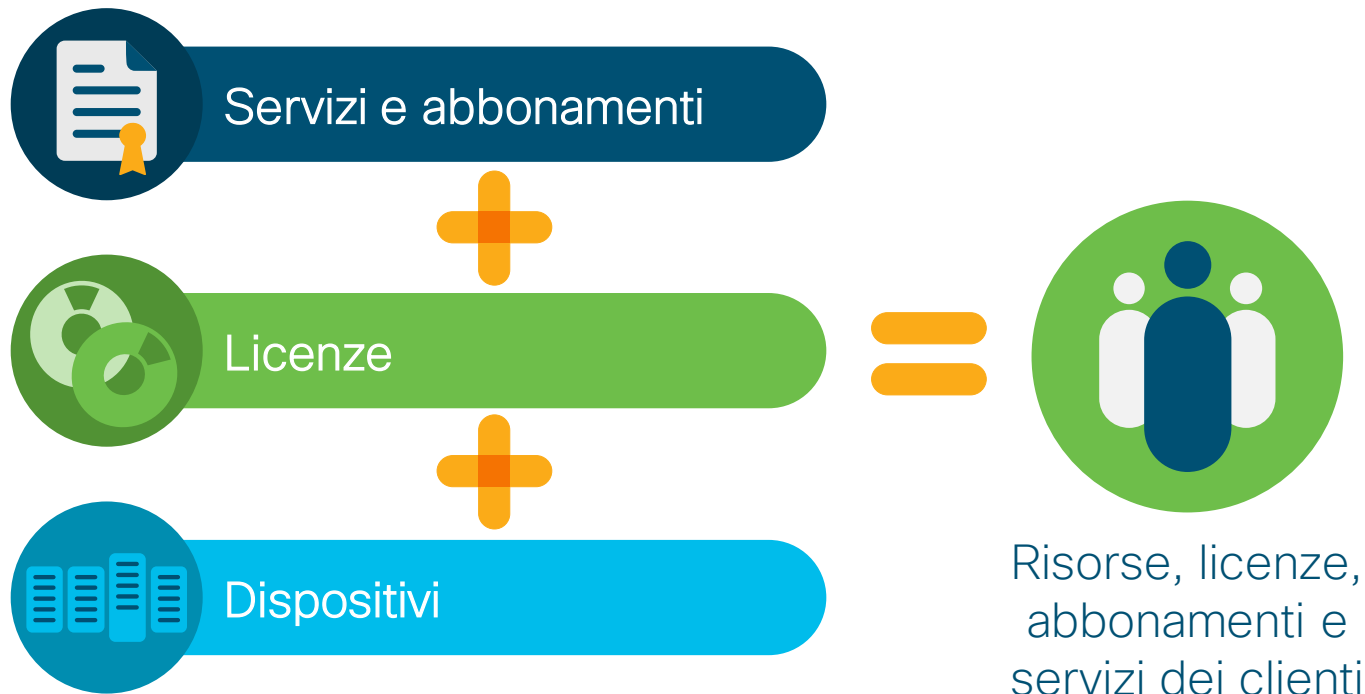 Servizi e abbonamenti
Licenze
Dispositivi
Risorse, licenze,
abbonamenti e
servizi dei clienti